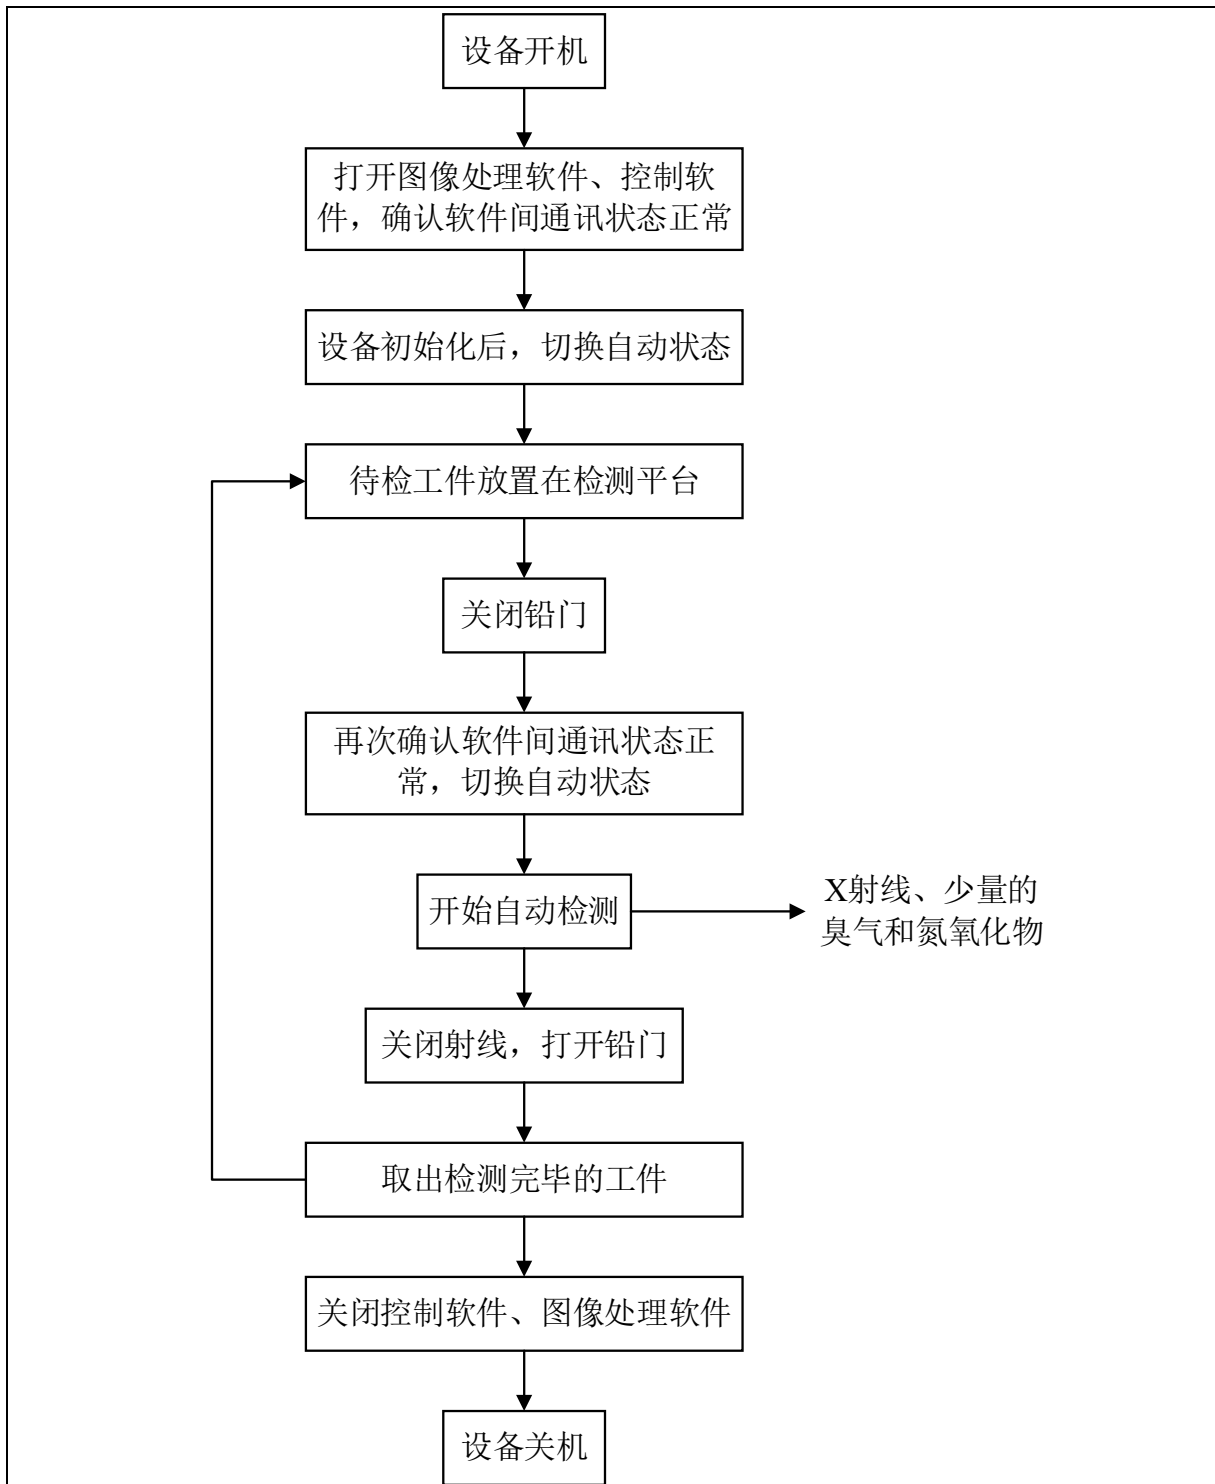 设备开机
打开图像处理软件、控制软
件，确认软件间通讯状态正常
设备初始化后，切换自动状态
待检工件放置在检测平台
关闭铅门
再次确认软件间通讯状态正
常，切换自动状态
开始自动检测
X射线、少量的
臭气和氮氧化物
关闭射线，打开铅门
取出检测完毕的工件
关闭控制软件、图像处理软件
设备关机